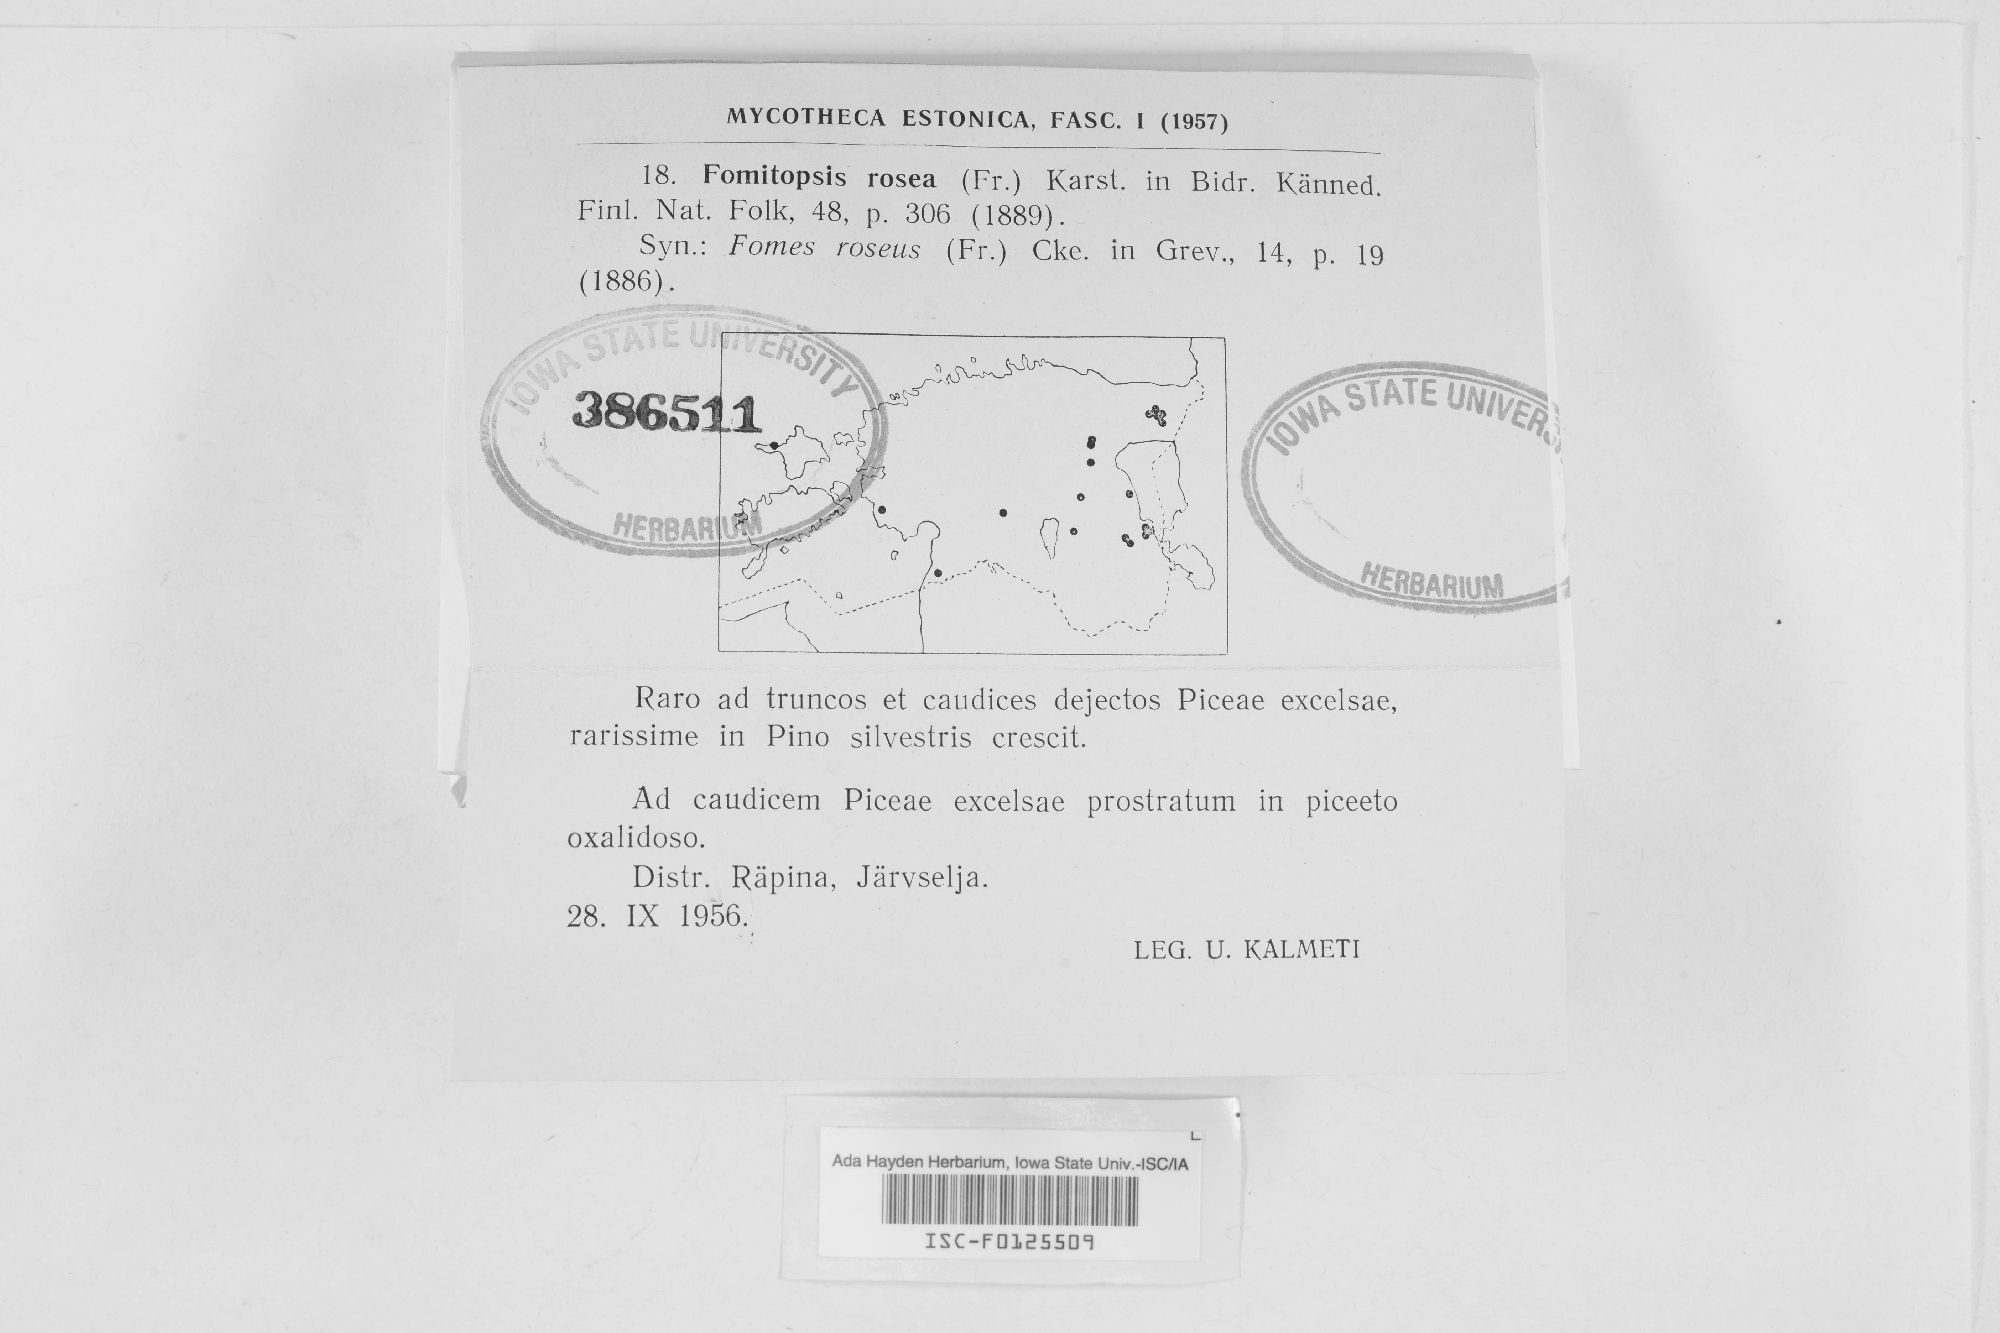 MYCOTHECA ESTONICA, FASC. I (1957)
18. Fomitopsis rosea (Fr.) Karst. in Bidr. Känned.
Finl. Nat. Folk, 48, p. 306 (1889).
Syn.: Fomes roseus (Fr.) Cke. in Grev., 14, p. 19
(1886).
IOWA STATE UNIVERSITY
386511
HERBARIUM
IOWA STATE UNIVERS
HERBARIUM
Raro ad truncos et caudices dejectos Piceae excelsae,
rarissime in Pino silvestris crescit.
Ad caudicem Piceae excelsae prostratum in piceeto
oxalidoso.
Distr. Räpina, Järvselja.
28. IX 1956.
LEG. U. KALMETI
Ada Hayden Herbarium, Iowa State Univ.-ISC/IA
ISC-F0125509